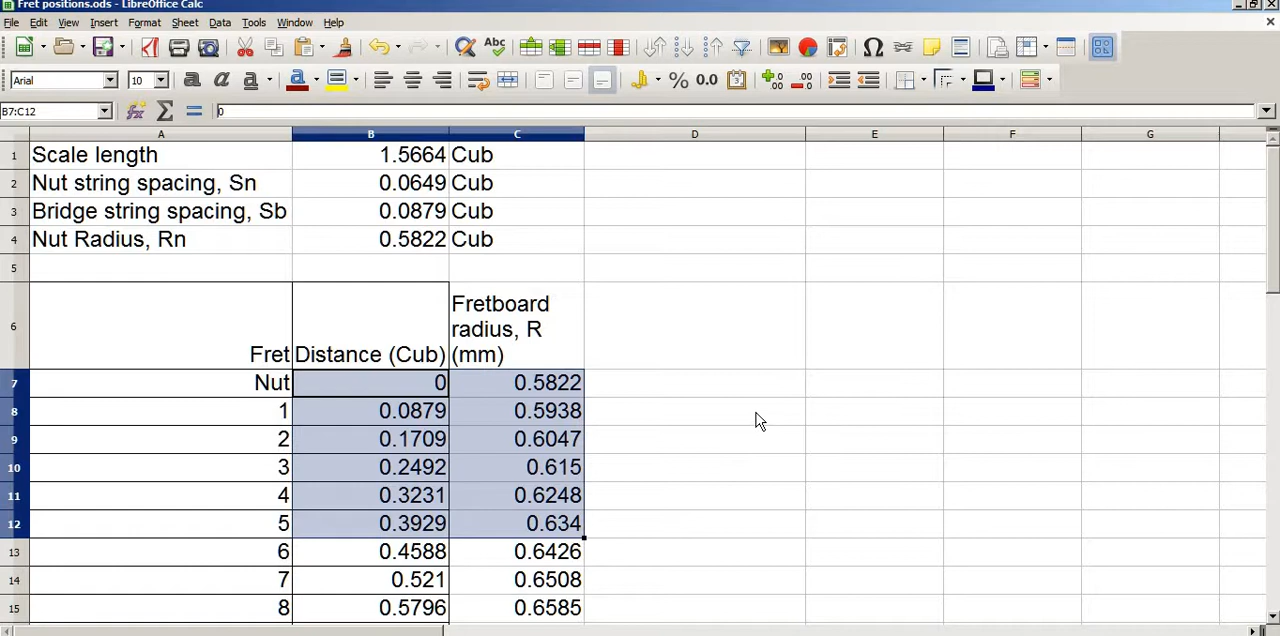 Fret positions.ods - LibreOffice Calc
File Edit View Insert Format Sheet Data Tools Window Help
Arial 10
B7:C12 0
A B C D E F G
1 Scale length 1.5664 Cub
2 Nut string spacing, Sn 0.0649 Cub
3 Bridge string spacing, Sb 0.0879 Cub
4 Nut Radius, Rn 0.5822 Cub
5
Fretboard
6 radius, R
Fret Distance (Cub) (mm)
7 Nut 0 0.5822
8 1 0.0879 0.5938
9 2 0.1709 0.6047
10 3 0.2492 0.615
11 4 0.3231 0.6248
12 5 0.3929 0.634
13 6 0.4588 0.6426
14 7 0.521 0.6508
15 8 0.5796 0.6585